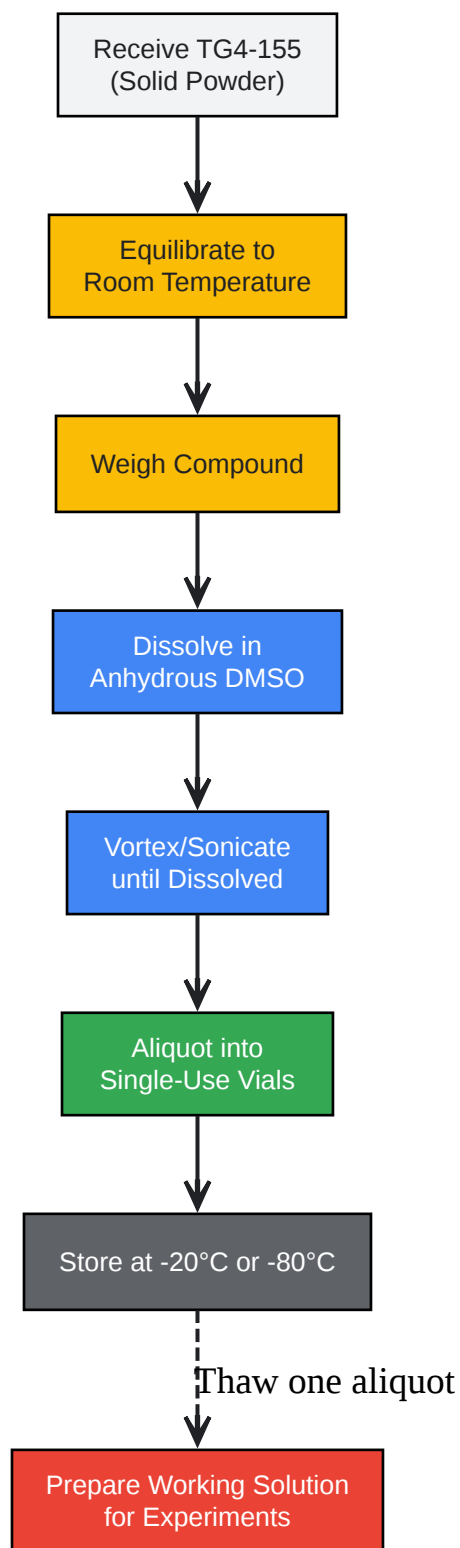 Receive TG4-155
(Solid Powder)
Equilibrate to
Room Temperature
Weigh Compound
Dissolve in
Anhydrous DMSO
Vortex/Sonicate
until Dissolved
Aliquot into
Single-Use Vials
Store at -20°C or -80°C
Thaw one aliquot
Prepare Working Solution
for Experiments